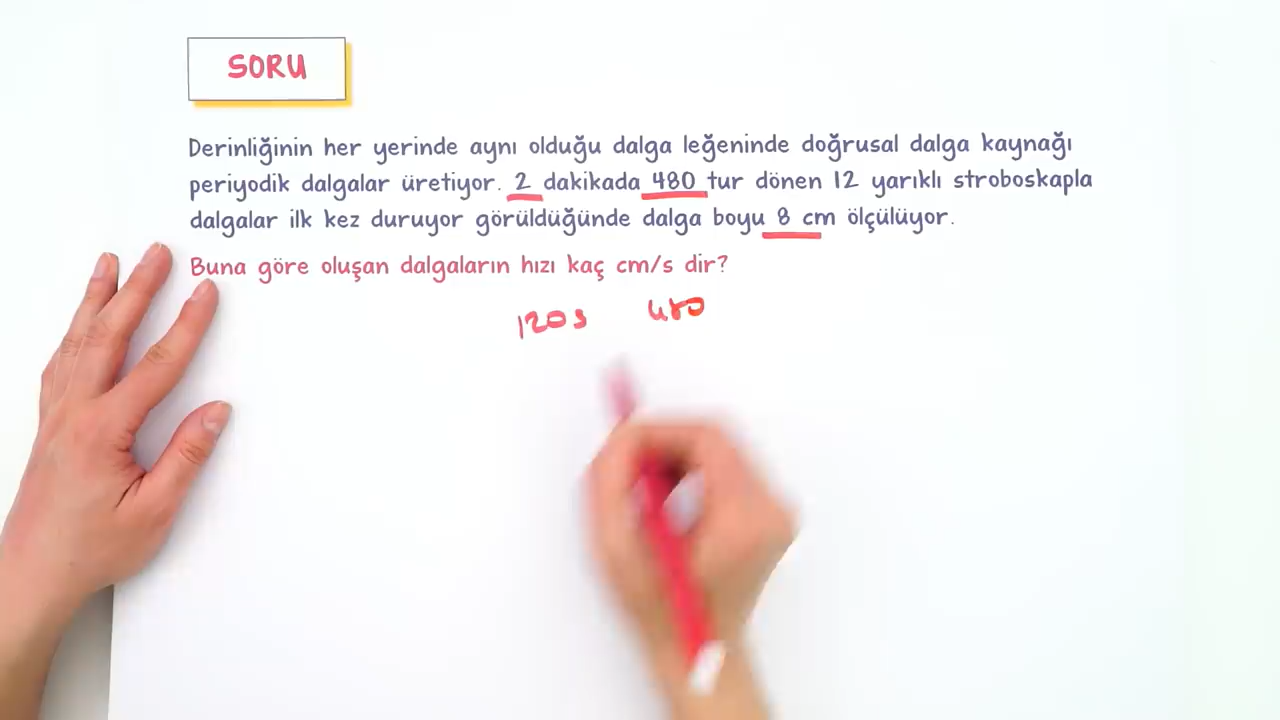 SORU
Derinliğinin her yerinde aynı olduğu dalga leğeninde doğrusal dalga kaynağı
periyodik dalgalar üretiyor. 2 dakikada 480 tur dönen 12 yarıklı stroboskapla
dalgalar ilk kez duruyor görüldüğünde dalga boyu 8 cm ölçülüyor.
Buna göre oluşan dalgaların hızı kaç cm/s dir?
120s 480